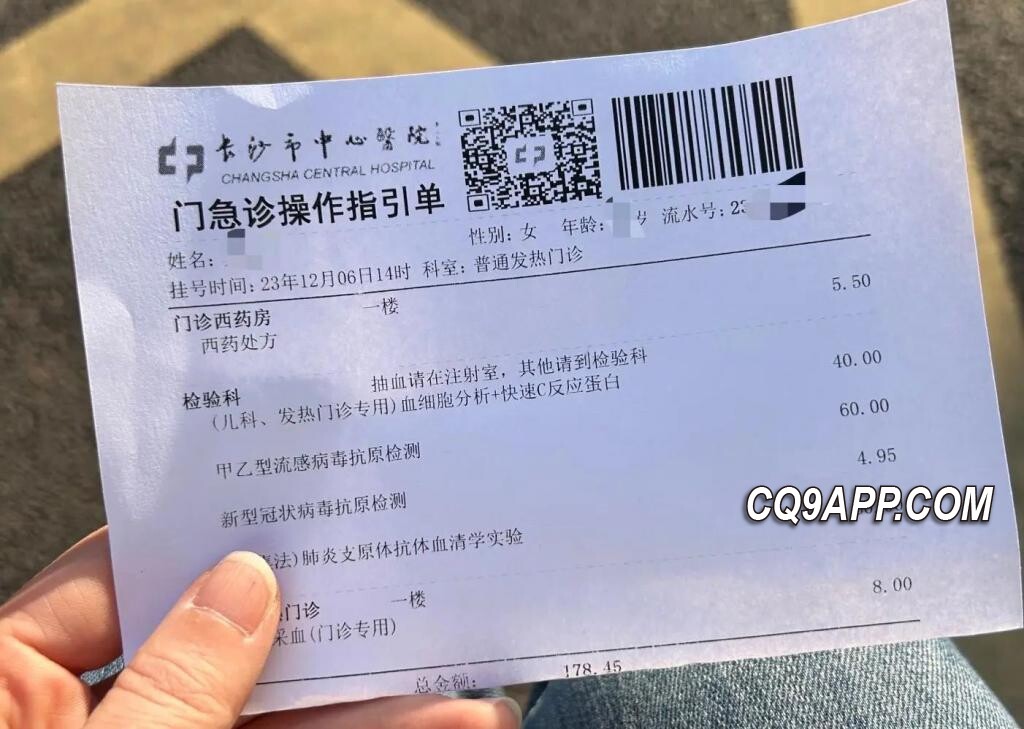 长沙市中心醫院
CHANGSHA CENTRAL HOSPITAL
门急诊操作指引单
姓名: 性别: 女 年龄: 岁 流水号: 23
挂号时间: 23年12月06日14时 科室: 普通发热门诊
门诊西药房 一楼 5.50
西药处方
检验科 抽血请在注射室，其他请到检验科 40.00
(儿科、发热门诊专用)血细胞分析+快速C反应蛋白
60.00
甲乙型流感病毒抗原检测
4.95
新型冠状病毒抗原检测
CQ9APP.COM
法)肺炎支原体抗体血清学实验
门诊 一楼 8.00
采血(门诊专用)
总金额: 178.45